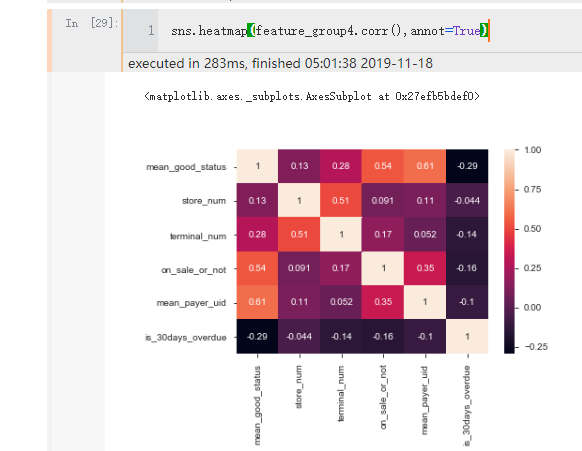 In [29]:
1 sns.heatmap(feature_group4.corr(),annot=True)
executed in 283ms, finished 05:01:38 2019-11-18
<matplotlib.axes._subplots.AxesSubplot at 0x27efb5bdef0>
mean_good_status 1 0.13 0.28 0.54 0.61 -0.29
store_num 0.13 1 0.51 0.091 0.11 -0.044
terminal_num 0.28 0.51 1 0.17 0.052 -0.14
on_sale_or_not 0.54 0.091 0.17 1 0.35 -0.16
mean_payer_uid 0.61 0.11 0.052 0.35 1 -0.1
is_30days_overdue -0.29 -0.044 -0.14 -0.16 -0.1 1
mean_good_status
store_num
terminal_num
on_sale_or_not
mean_payer_uid
is_30days_overdue
1.00
0.75
0.50
0.25
0.00
-0.25